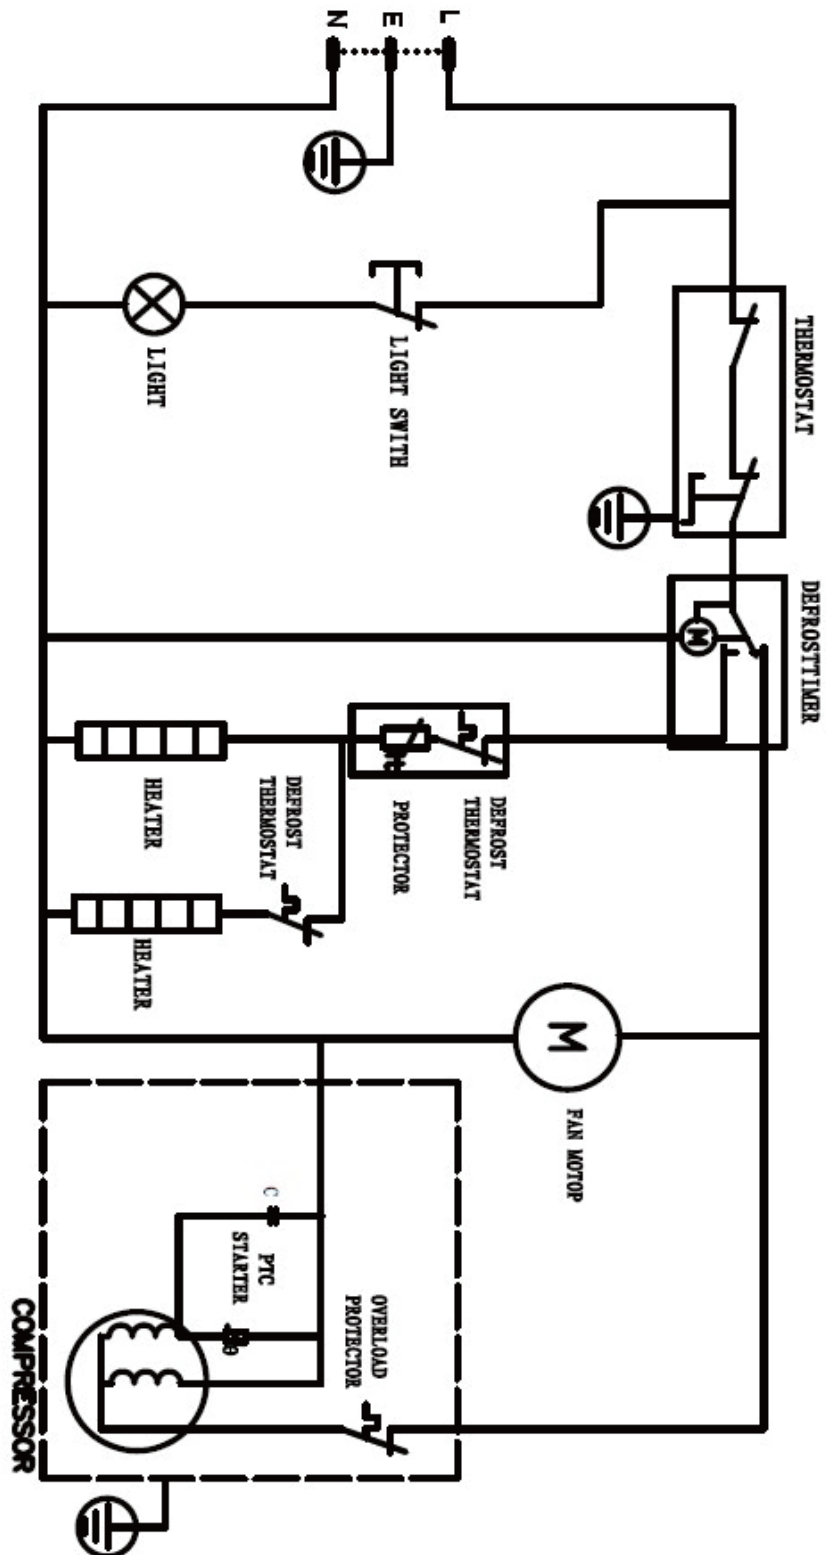 N
E
L
THERMOSTAT
LIGHT SWITH
LIGHT
DEFROSTTIMER
M
DEFROST
THERMOSTAT
PROTECTOR
t
HEATER
DEFROST
THERMOSTAT
HEATER
M
FAN MOTOP
C
PTC
STARTER
OVERLOAD
PROTECTOR
COMPRESSOR